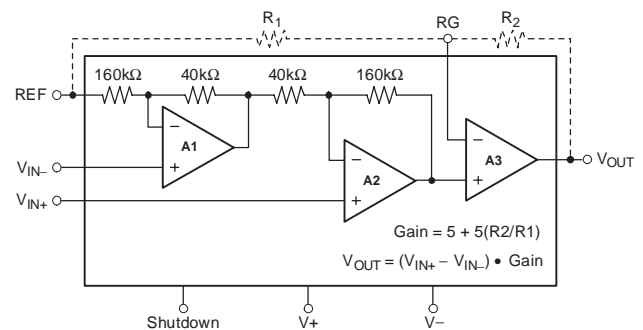 R1
RG
R2
160kΩ
40kΩ
40kΩ
160kΩ
REF
−
A1
+
−
A2
+
−
A3
+
VIN−
VIN+
VOUT
Gain = 5 + 5(R2/R1)
VOUT = (VIN+ − VIN−) • Gain
Shutdown
V+
V−